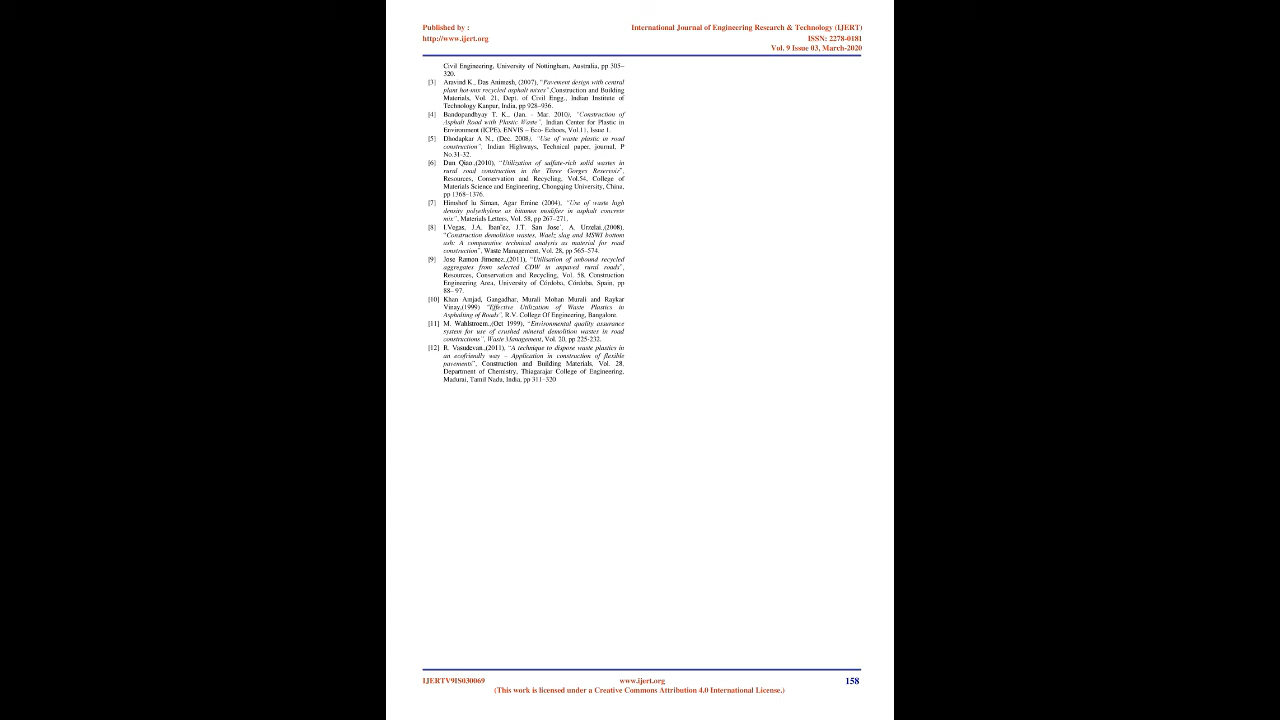 Published by :
International Journal of Engineering Research & Technology (IJERT)
http://www.ijert.org
ISSN: 2278-0181
Vol. 9 Issue 03, March-2020
Civil Engineering, University of Nottingham, Australia, pp 305–
320.
[3] Aravind K., Das Animesh, (2007), "Pavement design with central
plant hot-mix recycled asphalt mixes",Construction and Building
Materials, Vol. 21, Dept. of Civil Engg., Indian Institute of
Technology Kanpur, India, pp 928–936.
[4] Bandopandhyay T. K., (Jan. - Mar. 2010), "Construction of
Asphalt Road with Plastic Waste", Indian Center for Plastic in
Environment (ICPE), ENVIS – Eco- Echoes, Vol.11, Issue 1.
[5] Dhodapkar A N., (Dec. 2008), "Use of waste plastic in road
construction", Indian Highways, Technical paper, journal, P
No.31-32.
[6] Dun Qiao.,(2010), "Utilization of sulfate-rich solid wastes in
rural road construction in the Three Gorges Reservoir",
Resources, Conservation and Recycling, Vol.54, College of
Materials Science and Engineering, Chongqing University, China,
pp 1368–1376.
[7] Hinislıof lu Sinan, Agar Emine (2004), "Use of waste high
density polyethylene as bitumen modifier in asphalt concrete
mix", Materials Letters, Vol. 58, pp 267–271.
[8] I.Vegas, J.A. Iban˜ez, J.T. San Jose´, A. Urzelai.,(2008),
"Construction demolition wastes, Waelz slag and MSWI bottom
ash: A comparative technical analysis as material for road
construction", Waste Management, Vol. 28, pp 565–574.
[9] Jose Ramon Jimenez.,(2011), "Utilisation of unbound recycled
aggregates from selected CDW in unpaved rural roads",
Resources, Conservation and Recycling, Vol. 58, Construction
Engineering Area, University of Córdoba, Córdoba, Spain, pp
88– 97.
[10] Khan Amjad, Gangadhar, Murali Mohan Murali and Raykar
Vinay,(1999) "Effective Utilization of Waste Plastics in
Asphalting of Roads", R.V. College Of Engineering, Bangalore.
[11] M. Wahlstroem.,(Oct 1999), "Environmental quality assurance
system for use of crushed mineral demolition wastes in road
constructions", Waste Management, Vol. 20, pp 225-232.
[12] R. Vasudevan.,(2011), "A technique to dispose waste plastics in
an ecofriendly way – Application in construction of flexible
pavements", Construction and Building Materials, Vol. 28,
Department of Chemistry, Thiagarajar College of Engineering,
Madurai, Tamil Nadu, India, pp 311–320
IJERTV9IS030069
www.ijert.org
158
(This work is licensed under a Creative Commons Attribution 4.0 International License.)